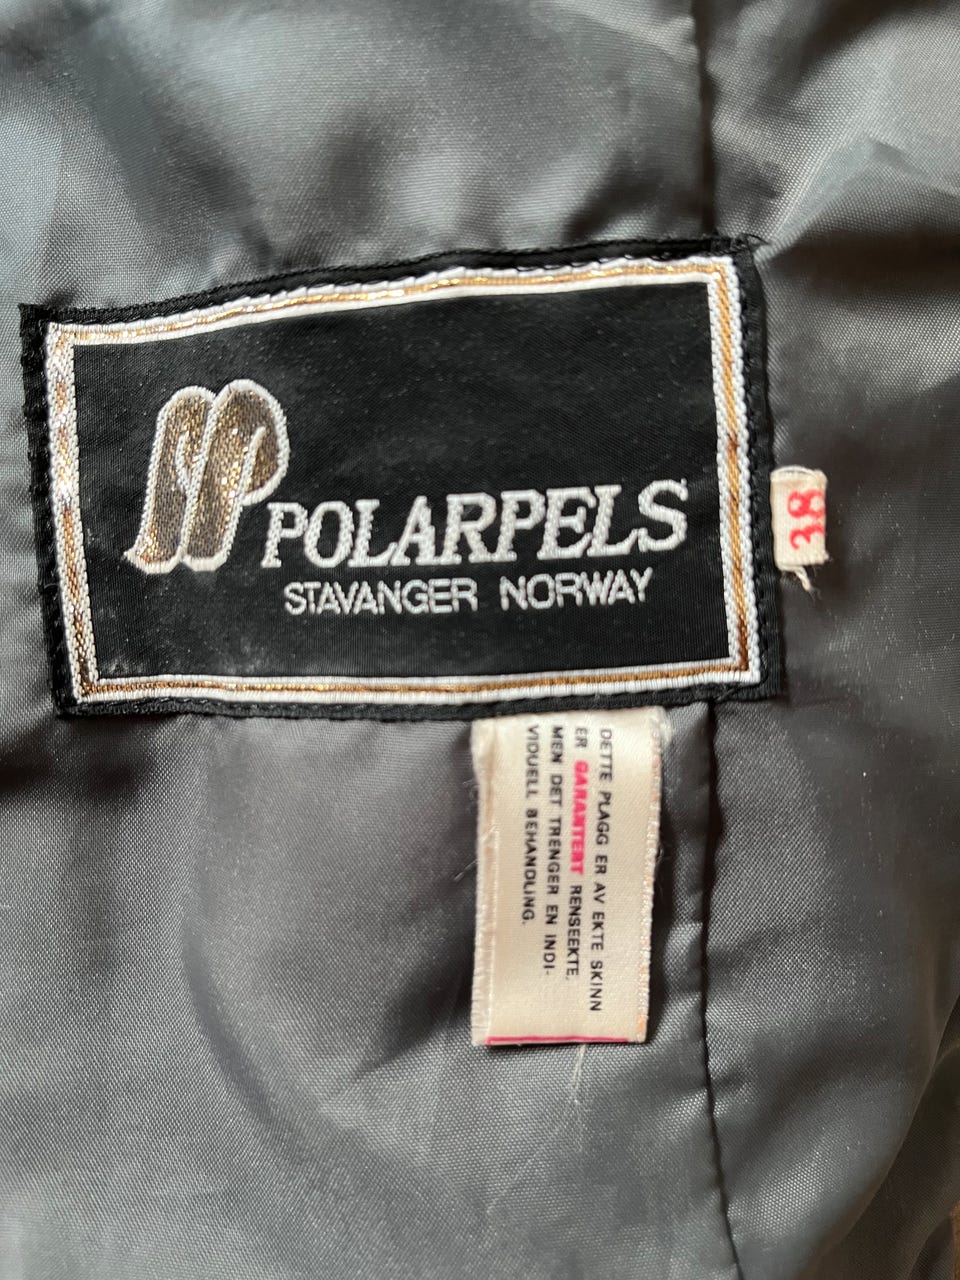 POLARPELS
STAVANGER NORWAY
38
DETTE PLAGG ER AV EKTE SKINN
ER GARANTERT RENSEEKTE,
MEN DET TRENGER EN INDI-
VIDUELL BEHANDLING.